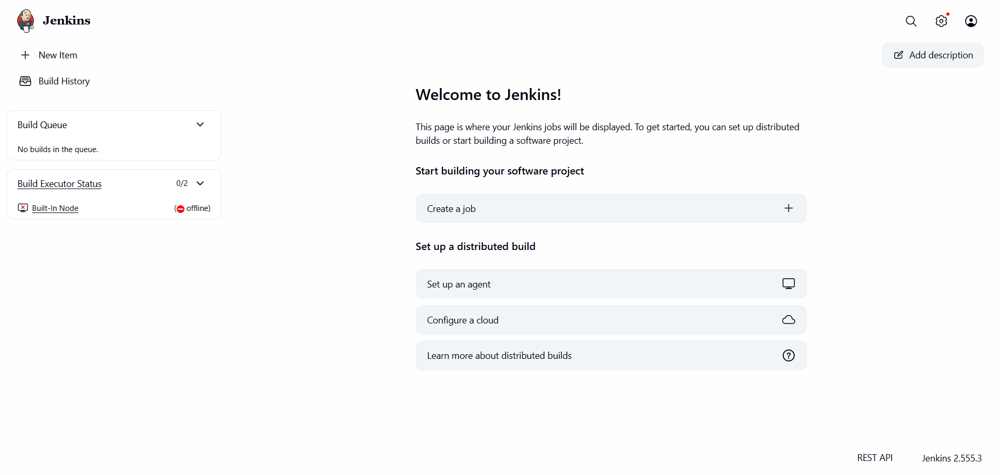 Jenkins
New Item
Build History
Add description
Build Queue
No builds in the queue.
Build Executor Status 0/2
Built-In Node (offline)
Welcome to Jenkins!
This page is where your Jenkins jobs will be displayed. To get started, you can set up distributed
builds or start building a software project.
Start building your software project
Create a job
Set up a distributed build
Set up an agent
Configure a cloud
Learn more about distributed builds
REST API Jenkins 2.555.3